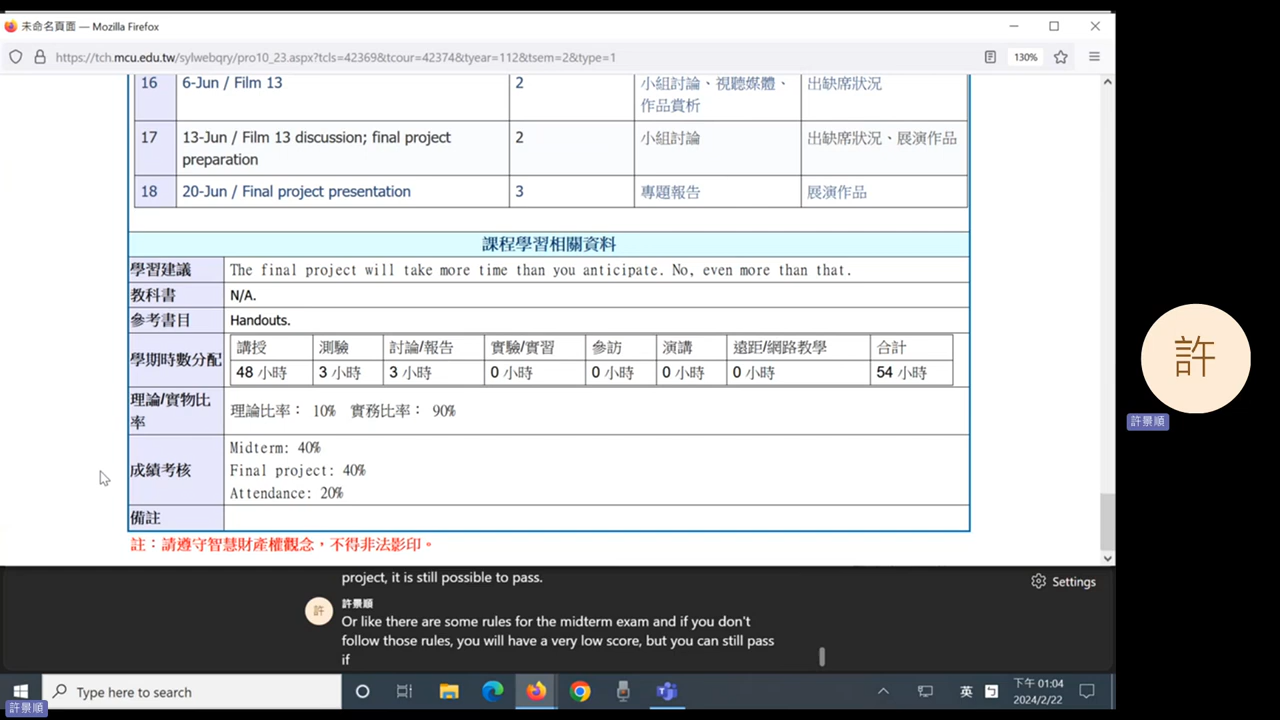 未命名頁面 — Mozilla Firefox
https://tch.mcu.edu.tw/sylwebqry/pro10_23.aspx?tcls=42369&tcour=42374&tyear=112&tsem=2&type=1
130%
16 6-Jun / Film 13 2 小組討論、視聽媒體、 出缺席狀況
作品賞析
17 13-Jun / Film 13 discussion; final project 2 小組討論 出缺席狀況、展演作品
preparation
18 20-Jun / Final project presentation 3 專題報告 展演作品
課程學習相關資料
學習建議 The final project will take more time than you anticipate. No, even more than that.
教科書 N/A.
參考書目 Handouts.
學期時數分配 講授 測驗 討論/報告 實驗/實習 參訪 演講 遠距/網路教學 合計
48 小時 3 小時 3 小時 0 小時 0 小時 0 小時 0 小時 54 小時
理論/實物比
率
理論比率： 10% 實務比率： 90%
成績考核
Midterm: 40%
Final project: 40%
Attendance: 20%
備註
註：請遵守智慧財產權觀念，不得非法影印。
許
許景順
project, it is still possible to pass.
Settings
許
許景順
Or like there are some rules for the midterm exam and if you don't
follow those rules, you will have a very low score, but you can still pass
if
Type here to search
英
下午 01:04
2024/2/22
許景順